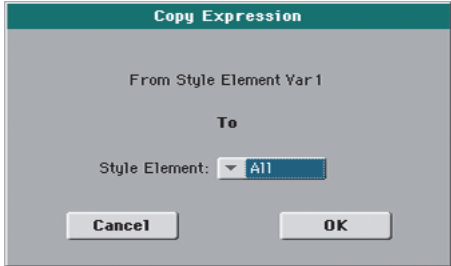 Copy Expression
From Style Element Var1
To
Style Element: All
Cancel OK